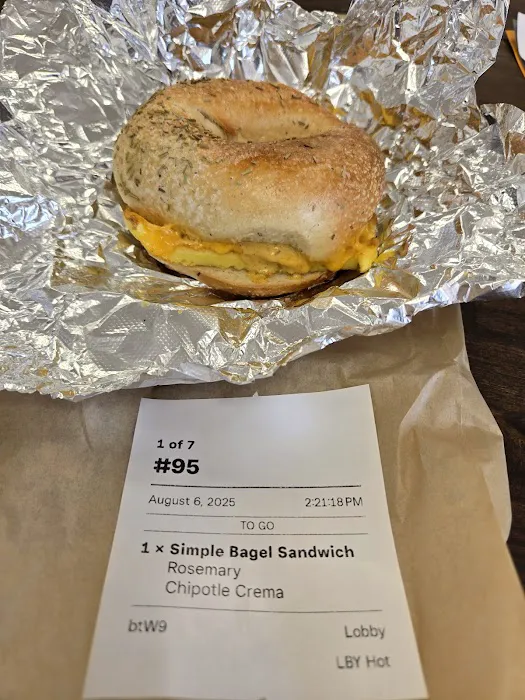 1 of 7
#95
August 6, 2025 2:21:18 PM
TO GO
1 × Simple Bagel Sandwich
Rosemary
Chipotle Crema
btW9 Lobby
LBY Hot